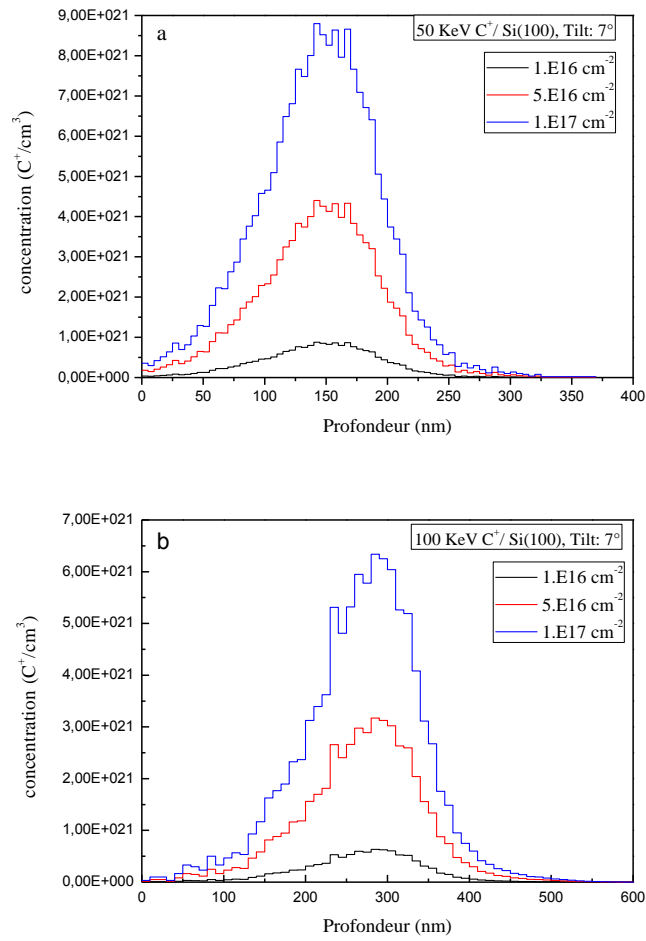 a
50 KeV C⁺/ Si(100), Tilt: 7°
1.E16 cm⁻²
5.E16 cm⁻²
1.E17 cm⁻²
9,00E+021
8,00E+021
7,00E+021
6,00E+021
5,00E+021
4,00E+021
3,00E+021
2,00E+021
1,00E+021
0,00E+000
concentration (C⁺/cm³)
0 50 100 150 200 250 300 350 400
Profondeur (nm)
b
100 KeV C⁺/ Si(100), Tilt: 7°
1.E16 cm⁻²
5.E16 cm⁻²
1.E17 cm⁻²
7,00E+021
6,00E+021
5,00E+021
4,00E+021
3,00E+021
2,00E+021
1,00E+021
0,00E+000
concentration (C⁺/cm³)
0 100 200 300 400 500 600
Profondeur (nm)